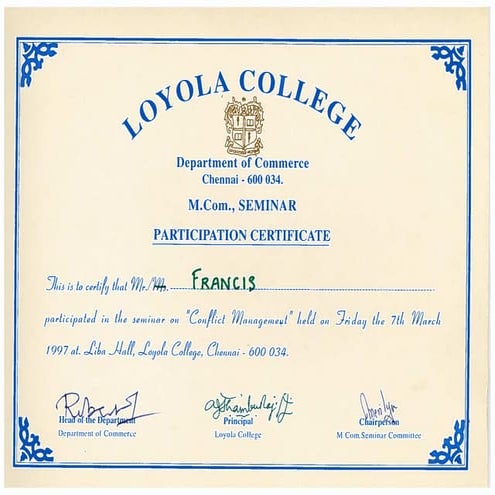 LOYOLA COLLEGE
Department of Commerce
Chennai - 600 034.
M.Com., SEMINAR
PARTICIPATION CERTIFICATE
This is to certify that Mr./Ms. FRANCIS
participated in the seminar on "Conflict Management" held on Friday the 7th March
1997 at. Liba Hall, Loyola College, Chennai - 600 034.
Head of the Department
Principal
Chairperson
Department of Commerce
Loyola College
M Com. Seminar Committee